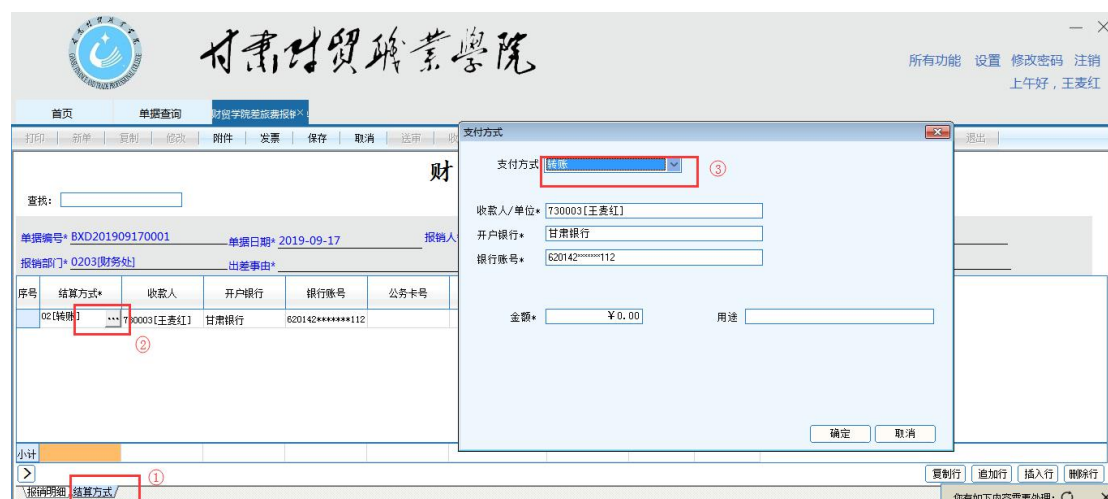 甘肃财贸职业学院
所有功能 设置 修改密码 注销
上午好，王麦红
首页 单据查询 财贸学院差旅费报
打印 新单 复制 修改 附件 发票 保存 取消 送审 退出
财
查找：
单据编号* BXD201909170001 单据日期* 2019-09-17 报销人
报销部门* 0203[财务处] 出差事由*
序号 结算方式* 收款人 开户银行 银行账号 公务卡号
02[转账] ... 730003[王麦红] 甘肃银行 620142*******112
②
支付方式
支付方式 转账 ③
收款人/单位* 730003[王麦红]
开户银行* 甘肃银行
银行账号* 620142*******112
金额* ￥0.00 用途
确定 取消
小计
> ① 复制行 追加行 插入行 删除行
报销明细 结算方式
您有如下内容需要处理：